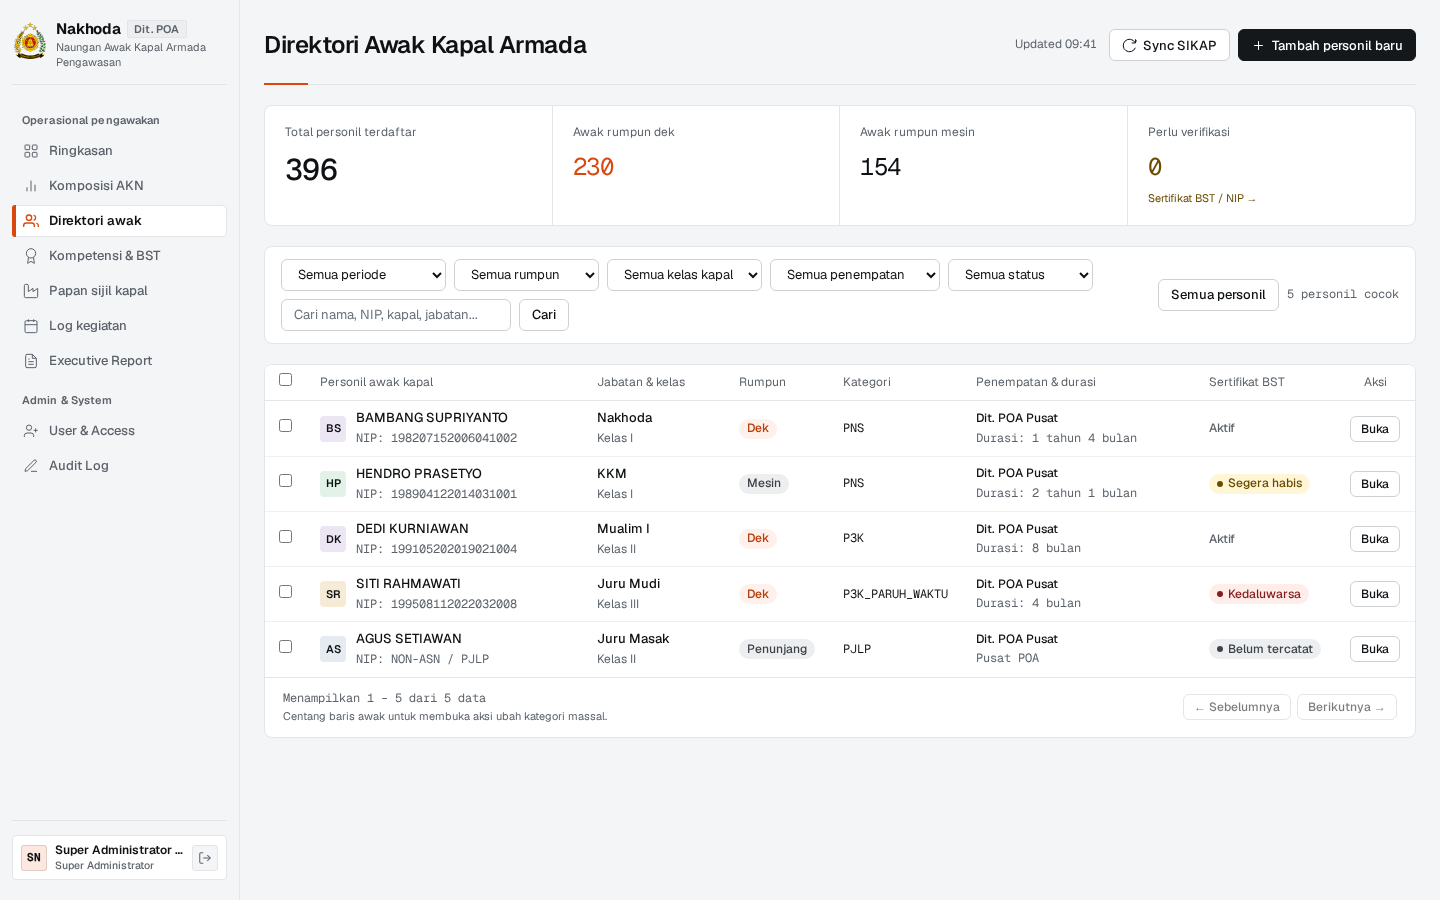 Nakhoda Dit. POA
Naungan Awak Kapal Armada
Pengawasan
Operasional pengawakan
Ringkasan
Komposisi AKN
Direktori awak
Kompetensi & BST
Papan sijil kapal
Log kegiatan
Executive Report
Admin & System
User & Access
Audit Log
SN
Super Administrator ...
Super Administrator
Direktori Awak Kapal Armada
Updated 09:41
Sync SIKAP
Tambah personil baru
Total personil terdaftar
396
Awak rumpun dek
230
Awak rumpun mesin
154
Perlu verifikasi
0
Sertifikat BST / NIP →
Semua periode
Semua rumpun
Semua kelas kapal
Semua penempatan
Semua status
Cari nama, NIP, kapal, jabatan...
Cari
Semua personil
5 personil cocok
Personil awak kapal Jabatan & kelas Rumpun Kategori Penempatan & durasi Sertifikat BST Aksi
BS BAMBANG SUPRIYANTO Nakhoda Dek PNS Dit. POA Pusat Aktif Buka
NIP: 198207152006041002 Kelas I Durasi: 1 tahun 4 bulan
HP HENDRO PRASETYO KKM Mesin PNS Dit. POA Pusat Segera habis Buka
NIP: 198904122014031001 Kelas I Durasi: 2 tahun 1 bulan
DK DEDI KURNIAWAN Mualim I Dek P3K Dit. POA Pusat Aktif Buka
NIP: 199105202019021004 Kelas II Durasi: 8 bulan
SR SITI RAHMAWATI Juru Mudi Dek P3K_PARUH_WAKTU Dit. POA Pusat Kedaluwarsa Buka
NIP: 199508112022032008 Kelas III Durasi: 4 bulan
AS AGUS SETIAWAN Juru Masak Penunjang PJLP Dit. POA Pusat Belum tercatat Buka
NIP: NON-ASN / PJLP Kelas II Pusat POA
Menampilkan 1 – 5 dari 5 data
Centang baris awak untuk membuka aksi ubah kategori massal.
← Sebelumnya
Berikutnya →